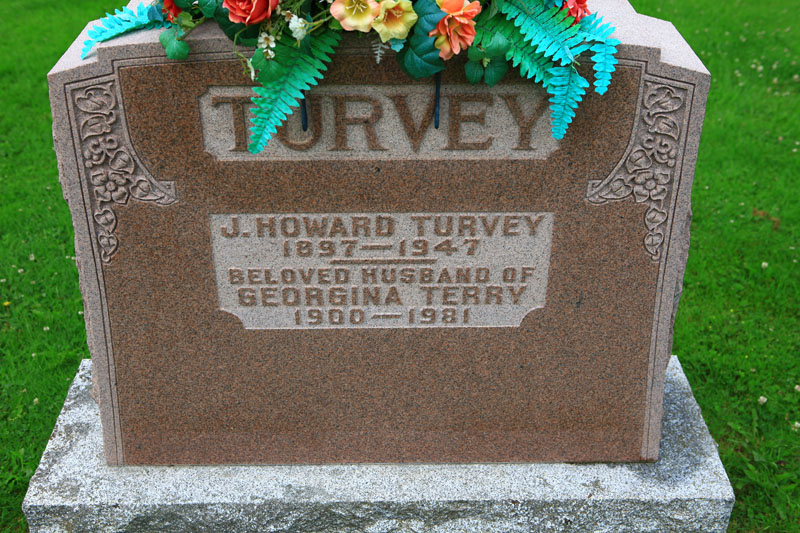 TURVEY
J. HOWARD TURVEY
1897—1947
BELOVED HUSBAND OF
GEORGINA TERRY
1900—1981